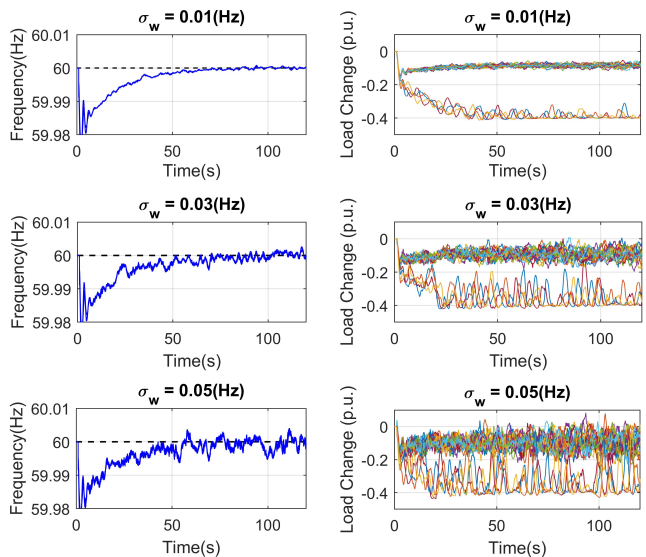 σw = 0.01(Hz)
60.01
60
59.99
59.98
Frequency(Hz)
0
50
100
Time(s)
σw = 0.01(Hz)
0
-0.2
-0.4
Load Change (p.u.)
0
50
100
Time(s)
σw = 0.03(Hz)
60.01
60
59.99
59.98
Frequency(Hz)
0
50
100
Time(s)
σw = 0.03(Hz)
0
-0.2
-0.4
Load Change (p.u.)
0
50
100
Time(s)
σw = 0.05(Hz)
60.01
60
59.99
59.98
Frequency(Hz)
0
50
100
Time(s)
σw = 0.05(Hz)
0
-0.2
-0.4
Load Change (p.u.)
0
50
100
Time(s)